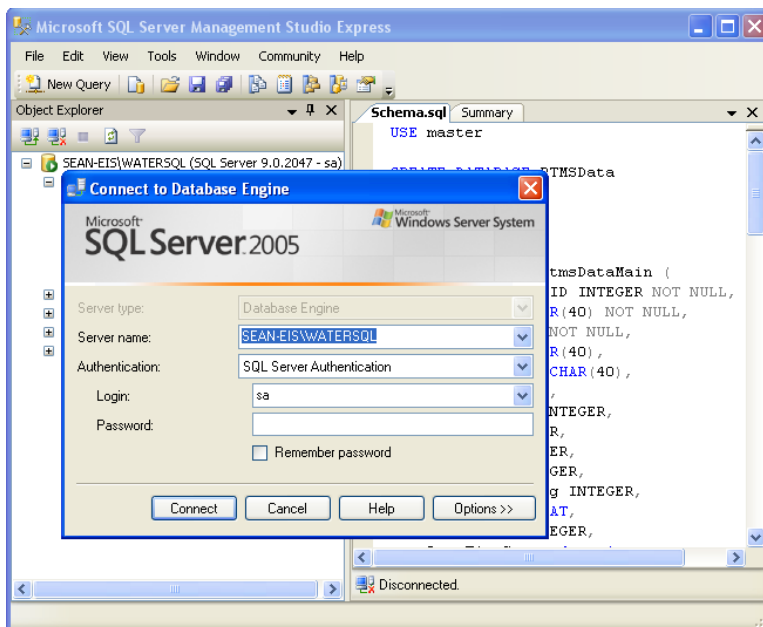 Microsoft SQL Server Management Studio Express
File Edit View Tools Window Community Help
New Query
Object Explorer
Schema.sql Summary
SEAN-EIS\WATERSQL (SQL Server 9.0.2047 - sa)
USE master
CREATE DATABASE RTMSData
Connect to Database Engine
Microsoft
SQL Server 2005
Microsoft
Windows Server System
Server type: Database Engine
Server name: SEAN-EIS\WATERSQL
Authentication: SQL Server Authentication
Login: sa
Password:
Remember password
Connect Cancel Help Options >>
tmsDataMain (
ID INTEGER NOT NULL,
R(40) NOT NULL,
NOT NULL,
R(40),
CHAR(40),
,
NTEGER,
R,
ER,
GER,
g INTEGER,
AT,
EGER,
Disconnected.